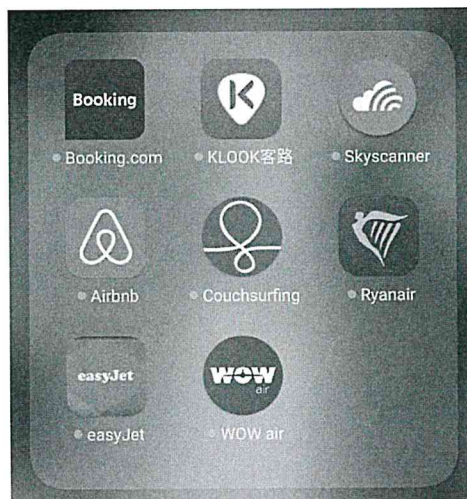 Booking
Booking.com
KLOOK客路
Skyscanner
Airbnb
Couchsurfing
Ryanair
easyJet
easyJet
WOW
air
WOW air